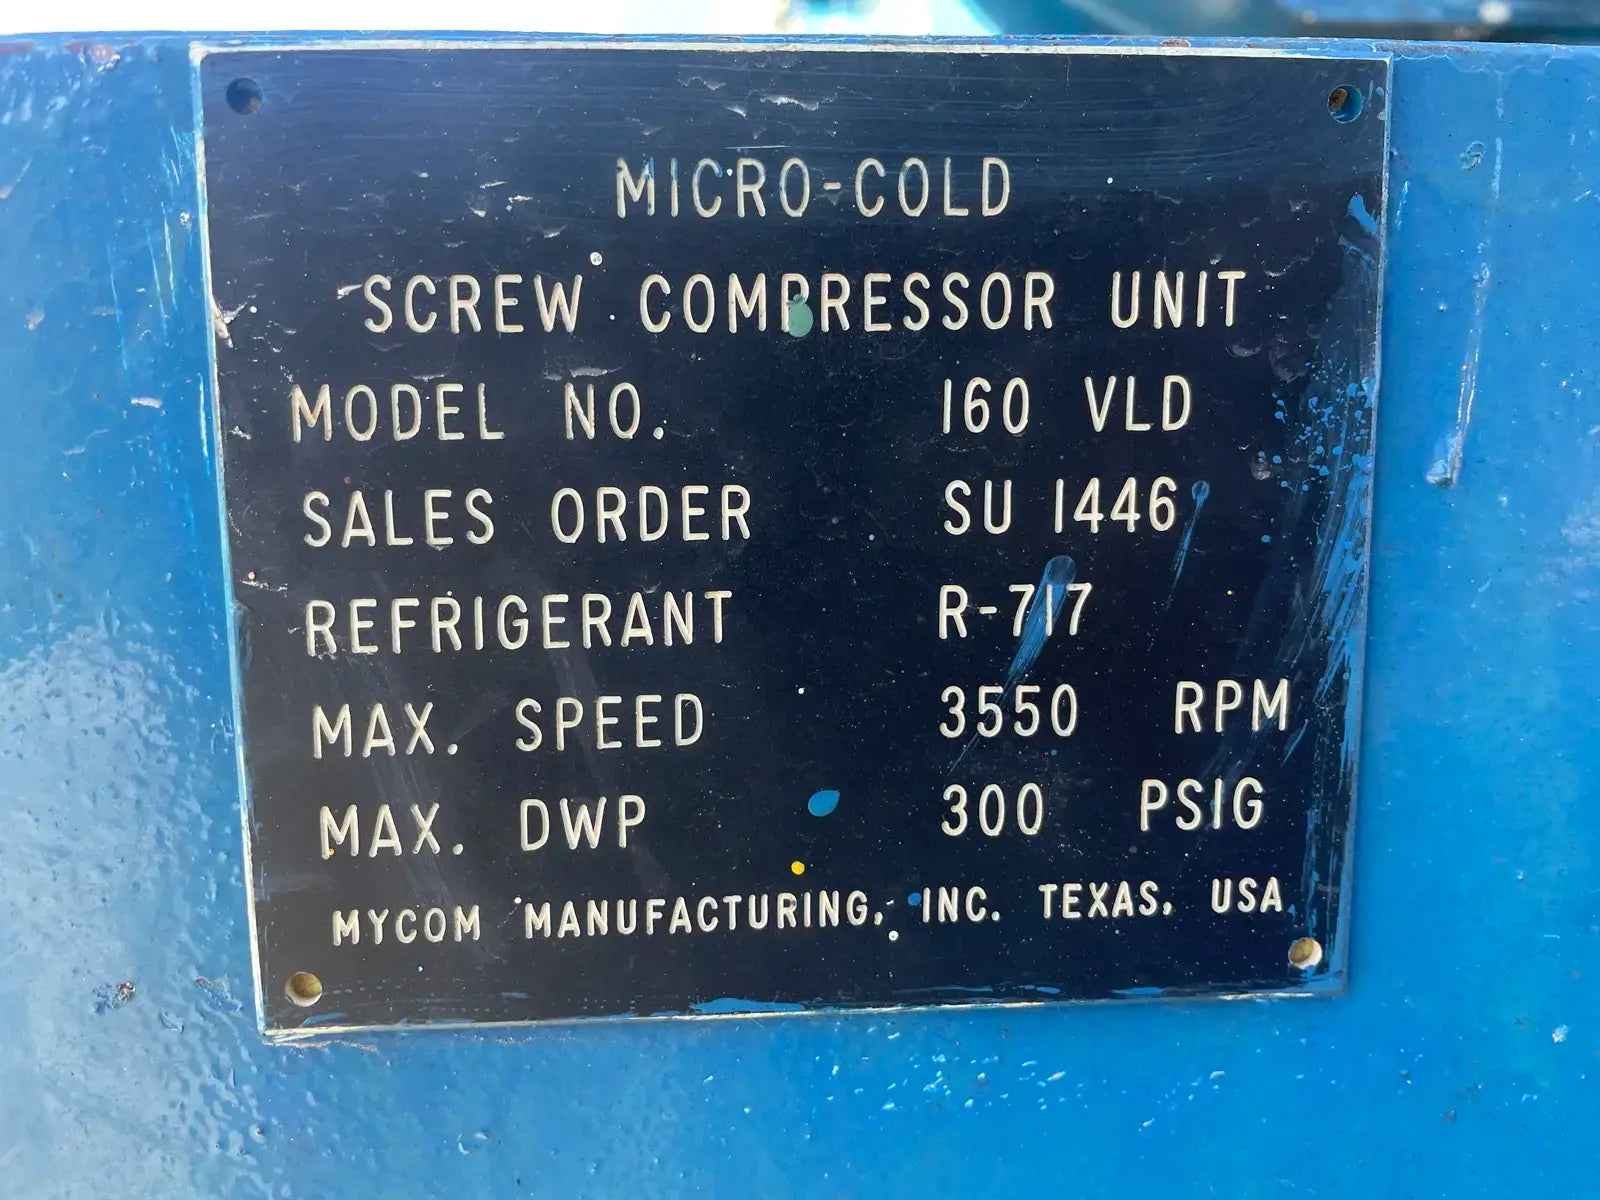 MICRO-COLD
SCREW COMPRESSOR UNIT
MODEL NO. 160 VLD
SALES ORDER SU 1446
REFRIGERANT R-717
MAX. SPEED 3550 RPM
MAX. DWP 300 PSIG
MYCOM MANUFACTURING, INC. TEXAS, USA